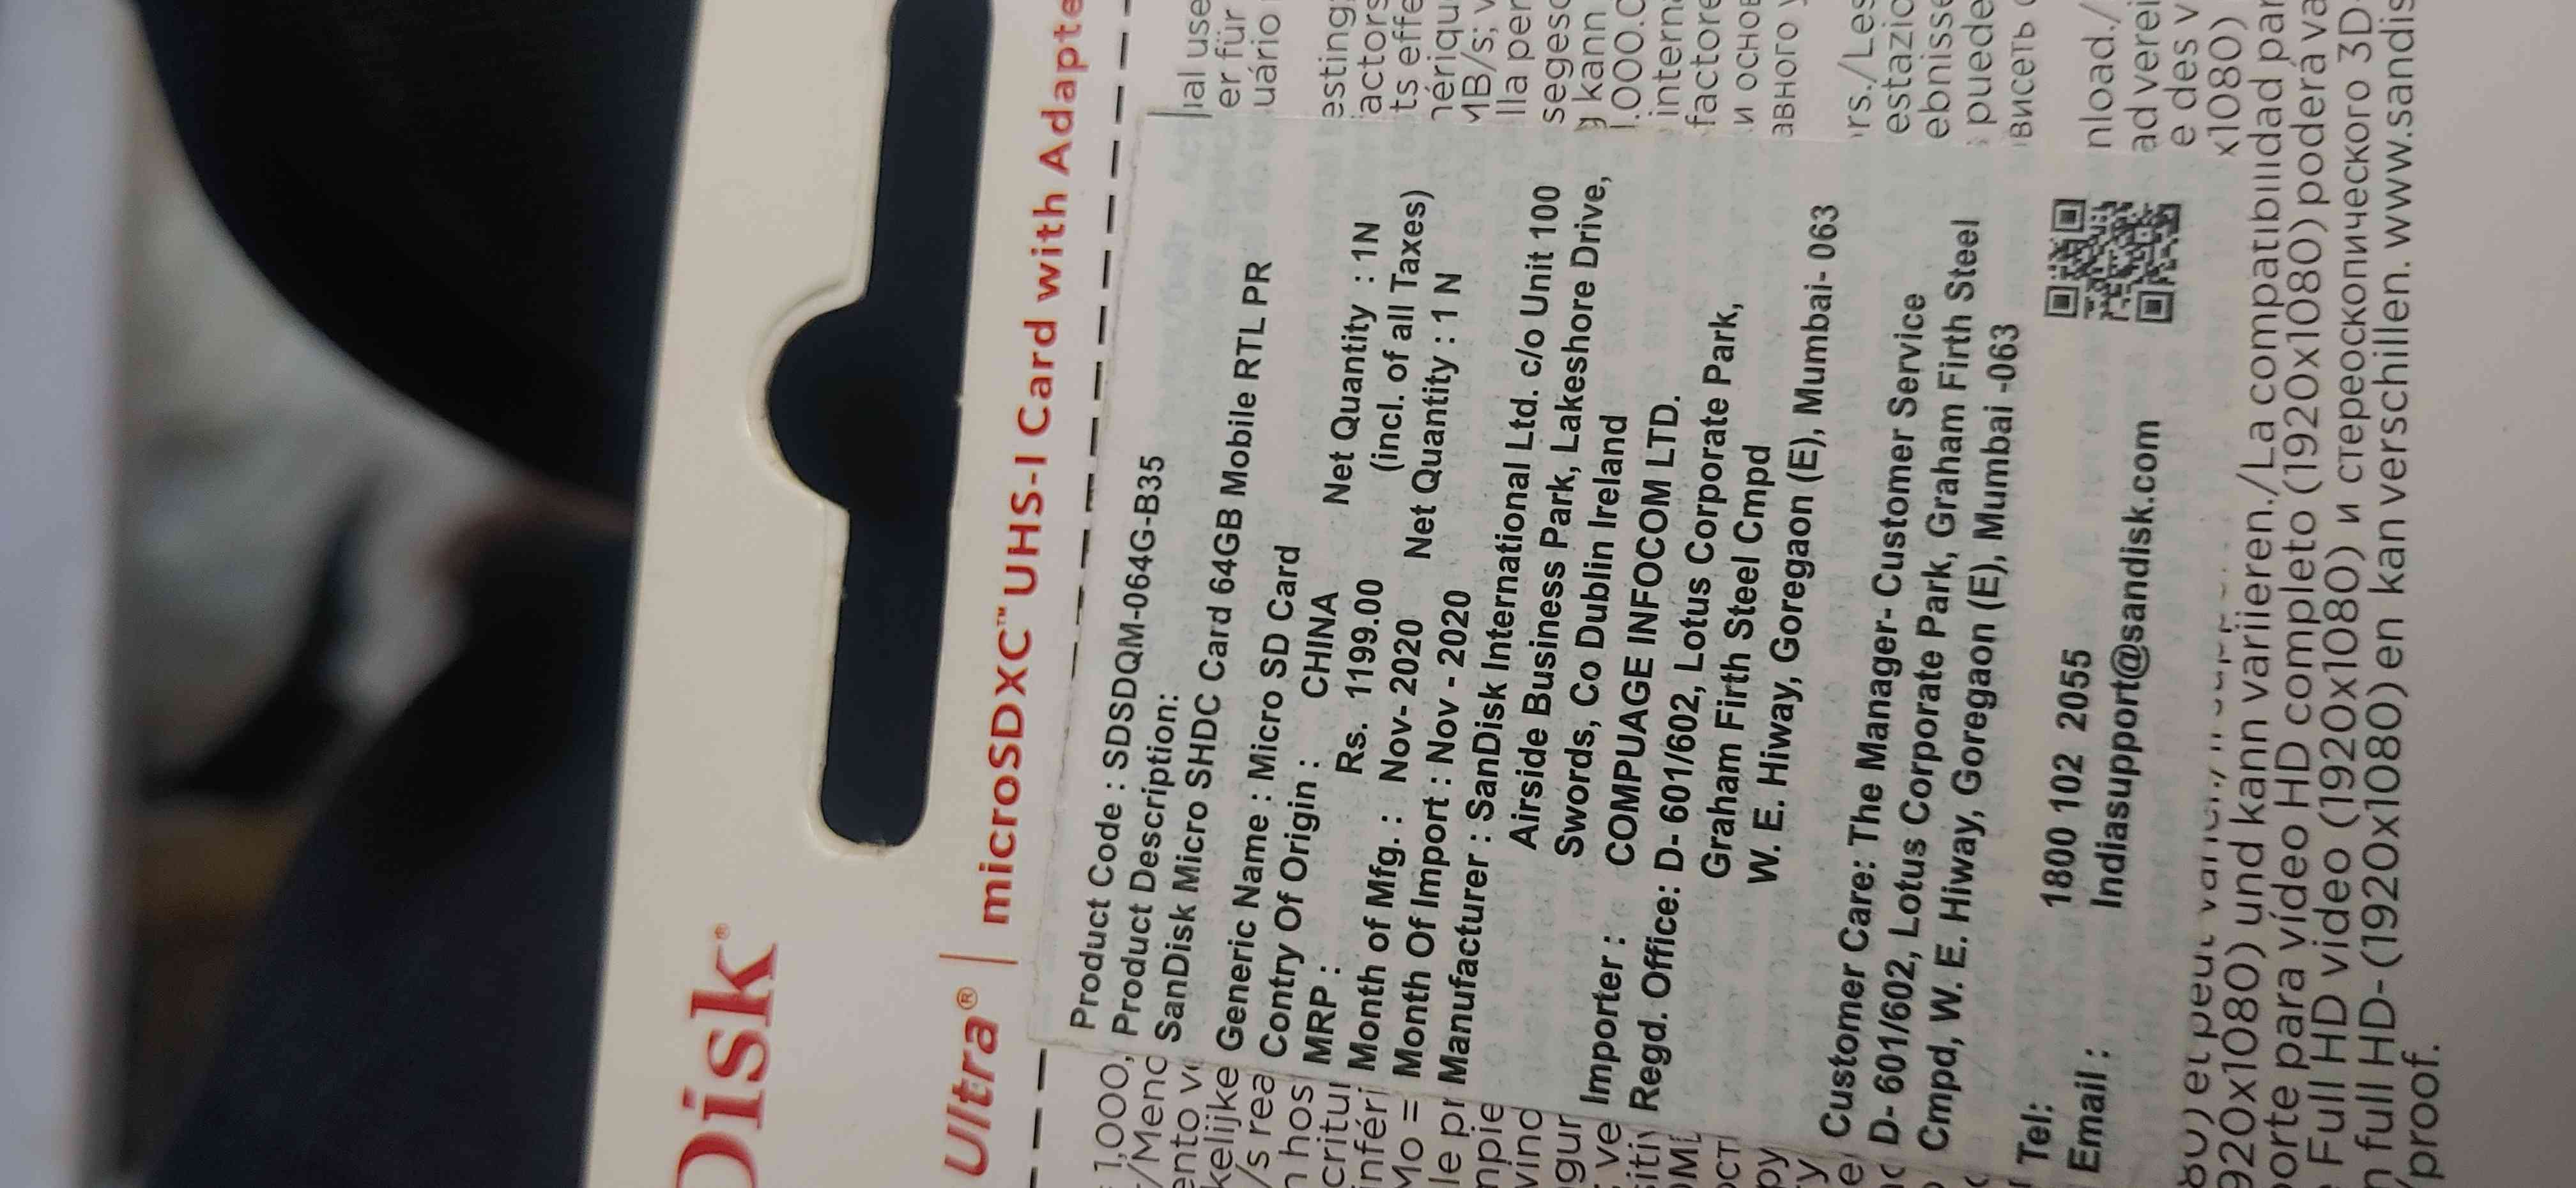 Disk®
Ultra® | microSDXC™ UHS-I Card with Adapte
Product Code : SDSDQM-064G-B35
Product Description:
SanDisk Micro SHDC Card 64GB Mobile RTL PR
Generic Name : Micro SD Card
Contry Of Origin : CHINA Net Quantity : 1N
MRP : Rs. 1199.00 (incl. of all Taxes)
Month of Mfg. : Nov- 2020 Net Quantity : 1 N
Month Of Import : Nov - 2020
Manufacturer : SanDisk International Ltd. c/o Unit 100
Airside Business Park, Lakeshore Drive,
Swords, Co Dublin Ireland
Importer : COMPUAGE INFOCOM LTD.
Regd. Office: D- 601/602, Lotus Corporate Park,
Graham Firth Steel Cmpd
W. E. Hiway, Goregaon (E), Mumbai- 063
Customer Care: The Manager- Customer Service
D- 601/602, Lotus Corporate Park, Graham Firth Steel
Cmpd, W. E. Hiway, Goregaon (E), Mumbai -063
Tel: 1800 102 2055
Email : Indiasupport@sandisk.com
920x1080) und kann variieren./La compatibilidad par
porte para vídeo HD completo (1920x1080) poderá va
Full HD video (1920x1080) и стереоскопического 3D
n full HD- (1920x1080) en kan verschillen. www.sandis
/proof.